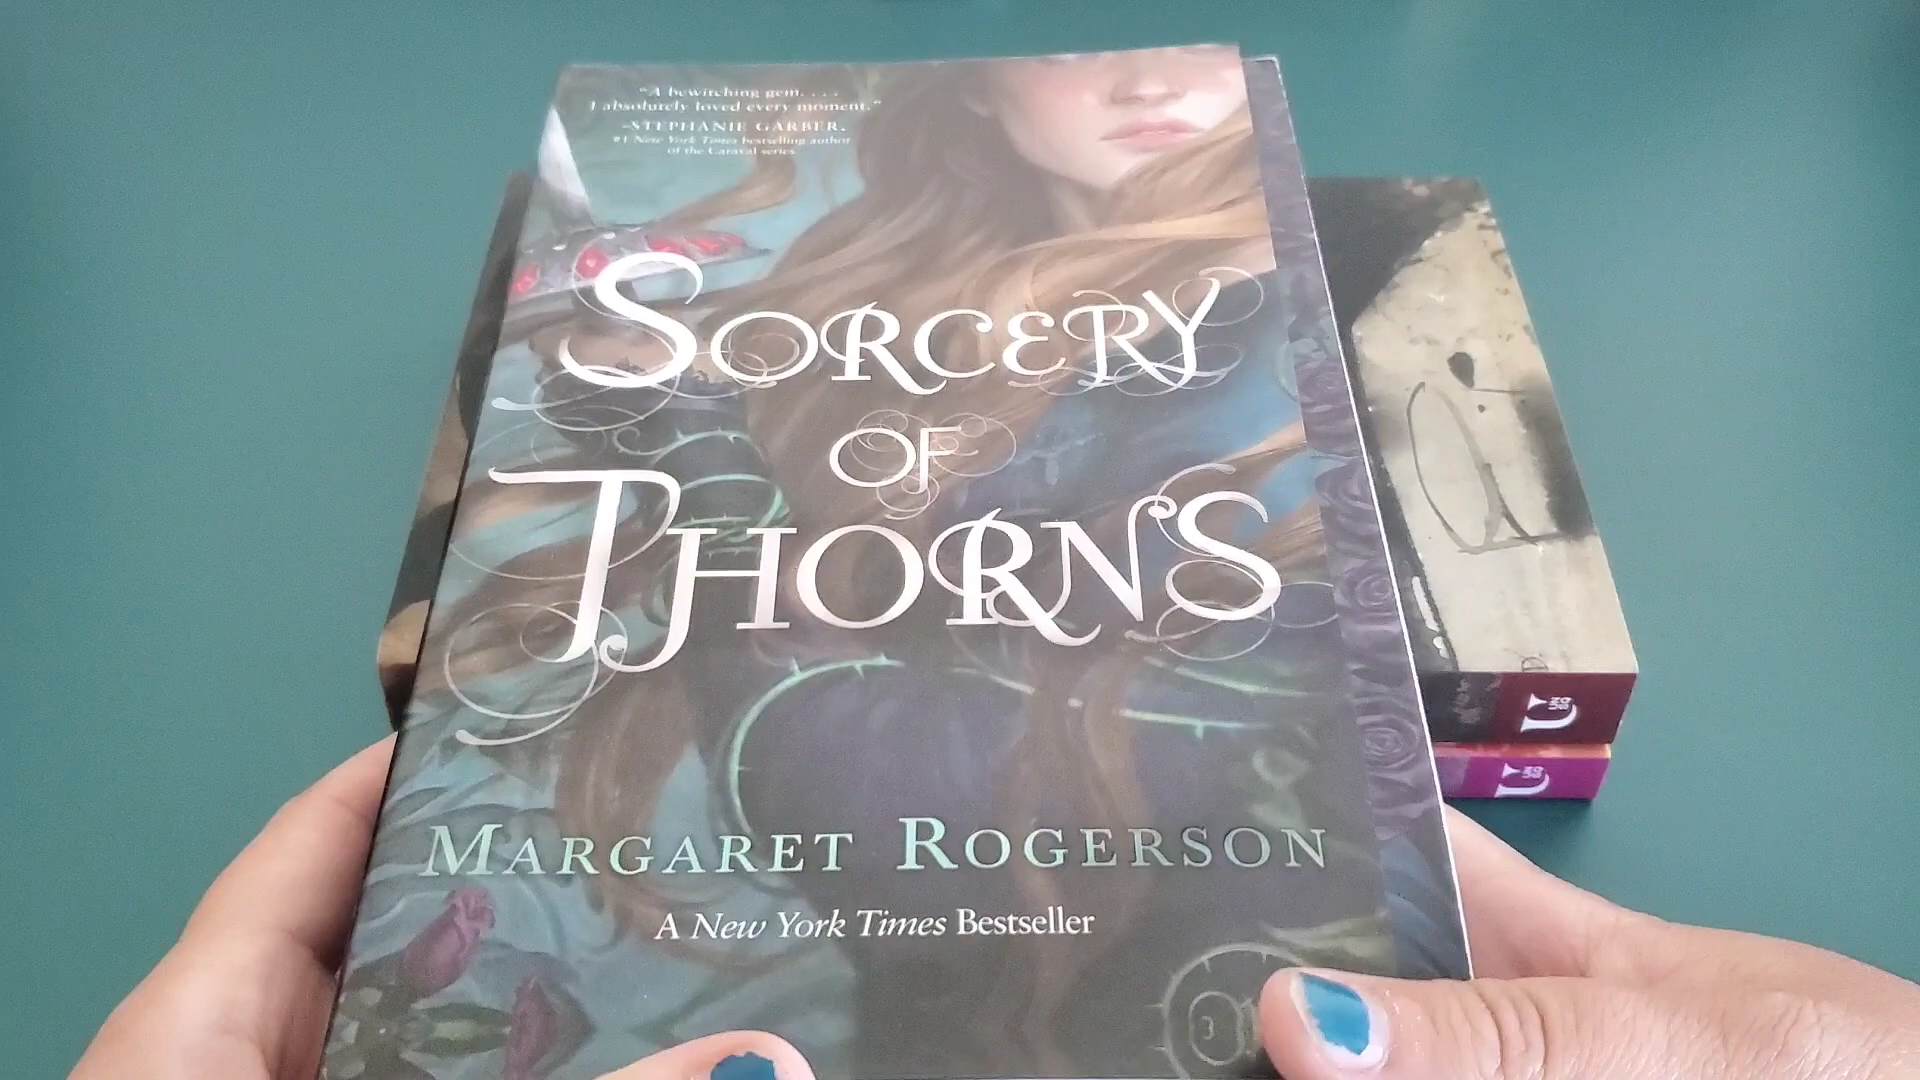 "A bewitching gem. . . .
I absolutely loved every moment."
-STEPHANIE GARBER,
#1 New York Times bestselling author
of the Caraval series
SORCERY
OF
THORNS
MARGARET ROGERSON
A New York Times Bestseller